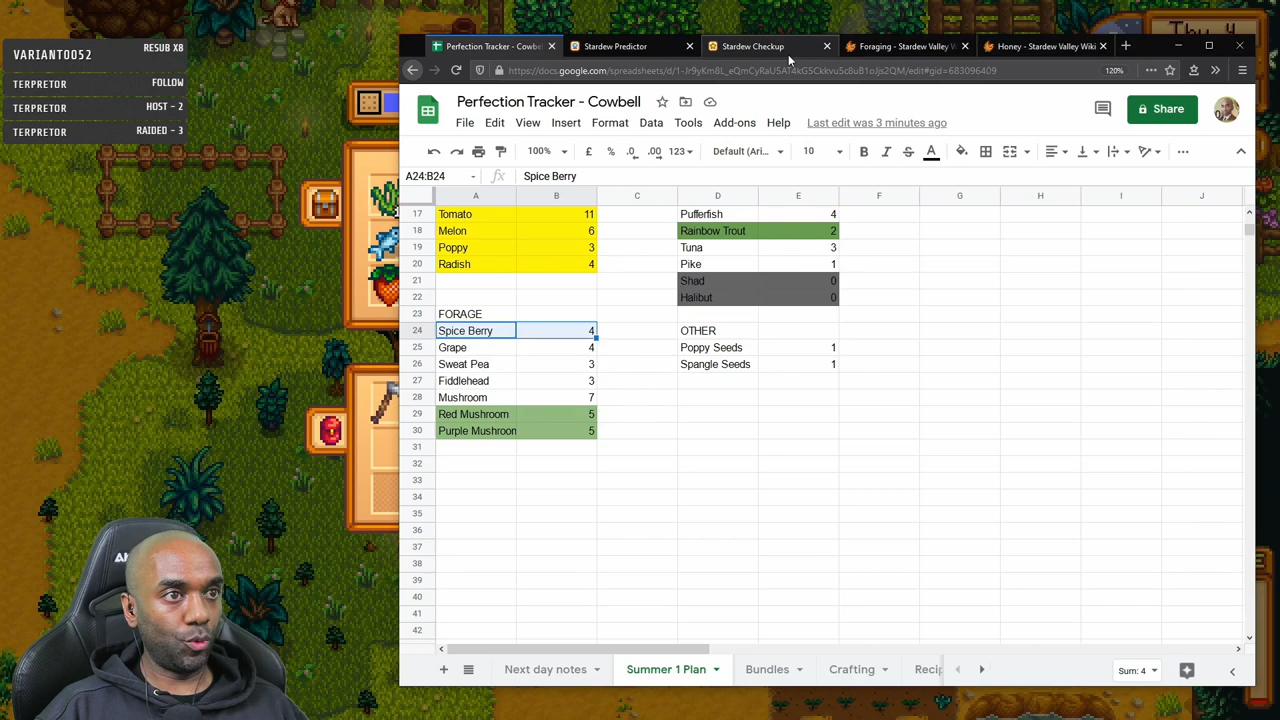 VARIANT0052 RESUB X8
TERPRETOR FOLLOW
TERPRETOR HOST - 2
TERPRETOR RAIDED - 3
Perfection Tracker - Cowbel
Stardew Predictor
Stardew Checkup
Foraging - Stardew Valley W
Honey - Stardew Valley Wiki
120%
Perfection Tracker - Cowbell
Share
File Edit View Insert Format Data Tools Add-ons Help Last edit was 3 minutes ago
100% £ % .0 .00 123 Default (Ari... 10 B I S A
A24:B24 fx Spice Berry
A B C D E F G H I J
17 Tomato 11 Pufferfish 4
18 Melon 6 Rainbow Trout 2
19 Poppy 3 Tuna 3
20 Radish 4 Pike 1
21 Shad 0
22 Halibut 0
23 FORAGE
24 Spice Berry 4 OTHER
25 Grape 4 Poppy Seeds 1
26 Sweat Pea 3 Spangle Seeds 1
27 Fiddlehead 3
28 Mushroom 7
29 Red Mushroom 5
30 Purple Mushroon 5
31
32
33
34
35
36
37
38
39
40
41
42
Next day notes Summer 1 Plan Bundles Crafting Recip
Sum: 4